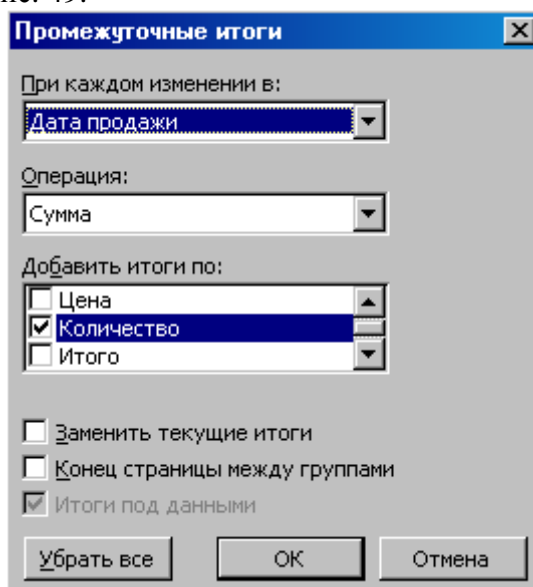 Промежуточные итоги
При каждом изменении в:
Дата продажи
Операция:
Сумма
Добавить итоги по:
Цена
Количество
Итого
Заменить текущие итоги
Конец страницы между группами
Итоги под данными
Убрать все ОК Отмена